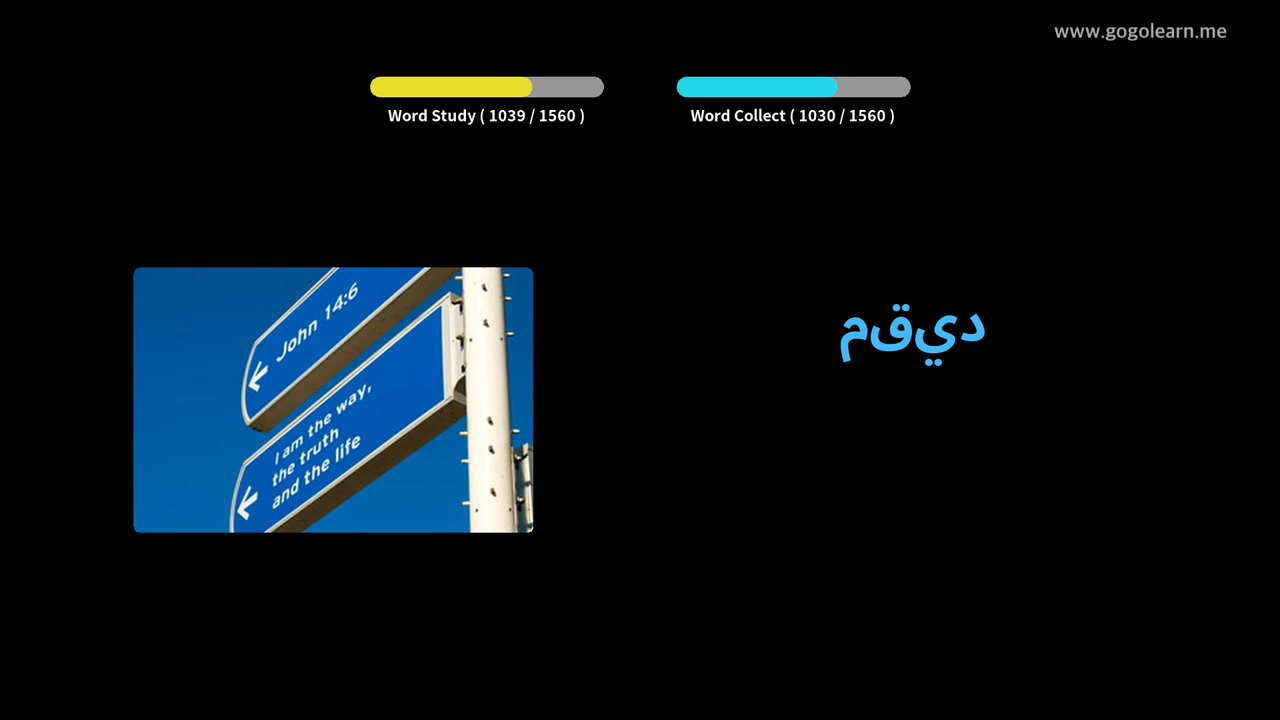 www.gogolearn.me
Word Study ( 1039 / 1560 )
Word Collect ( 1030 / 1560 )
John 14:6
I am the way,
the truth
and the life
ديقم